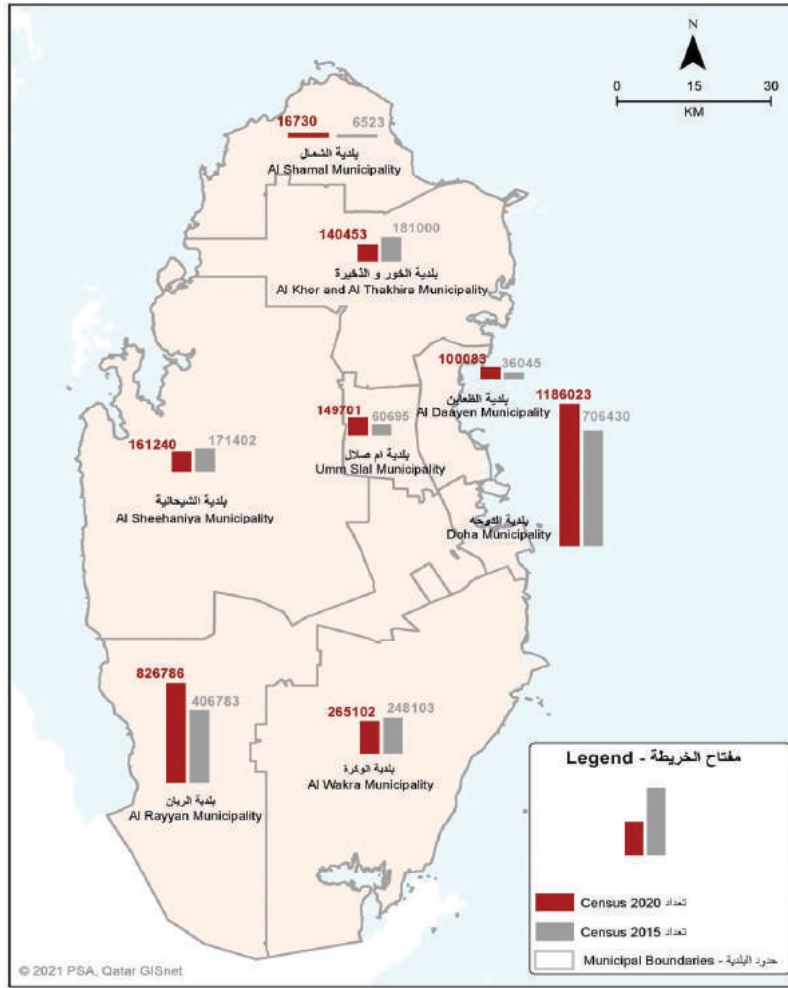 N
0 15 30
KM
16730 6523
بلدية الشمال
Al Shamal Municipality
140453 181000
بلدية الخور و الذخيرة
Al Khor and Al Thakhira Municipality
100083 36045
بلدية الظعاين
Al Daayen Municipality
1186023 706430
149701 60695
بلدية ام صلال
Umm Slal Municipality
161240 171402
بلدية الشيحانية
Al Sheehaniya Municipality
بلدية الدوحه
Doha Municipality
826786 406783
بلدية الريان
Al Rayyan Municipality
265102 248103
بلدية الوكرة
Al Wakra Municipality
Legend - مفتاح الخريطة
Census 2020 تعداد
Census 2015 تعداد
Municipal Boundaries - حدود البلدية
© 2021 PSA, Qatar GISnet